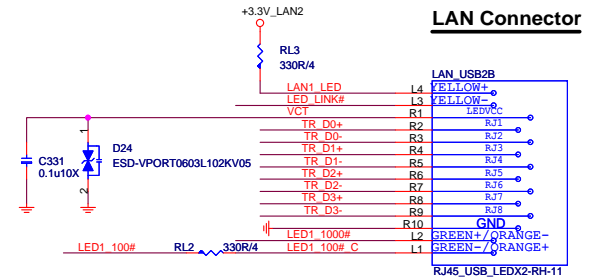 +3.3V_LAN2
LAN Connector
RL3
330R/4
LAN_USB2B
LAN1_LED L4 YELLOW+
LED_LINK# L3 YELLOW-
VCT R1 LEDVCC
TR_D0+ R2 RJ1
TR_D0- R3 RJ2
TR_D1+ R4 RJ3
TR_D1- R5 RJ4
TR_D2+ R6 RJ5
TR_D2- R7 RJ6
TR_D3+ R8 RJ7
TR_D3- R9 RJ8
R10 GND
LED1_1000# L2 GREEN+/ORANGE-
LED1_100# RL2 330R/4 LED1_100#_C L1 GREEN-/ORANGE+
RJ45_USB_LEDX2-RH-11
1
D24
ESD-VPORT0603L102KV05
2
C331
0.1u10X